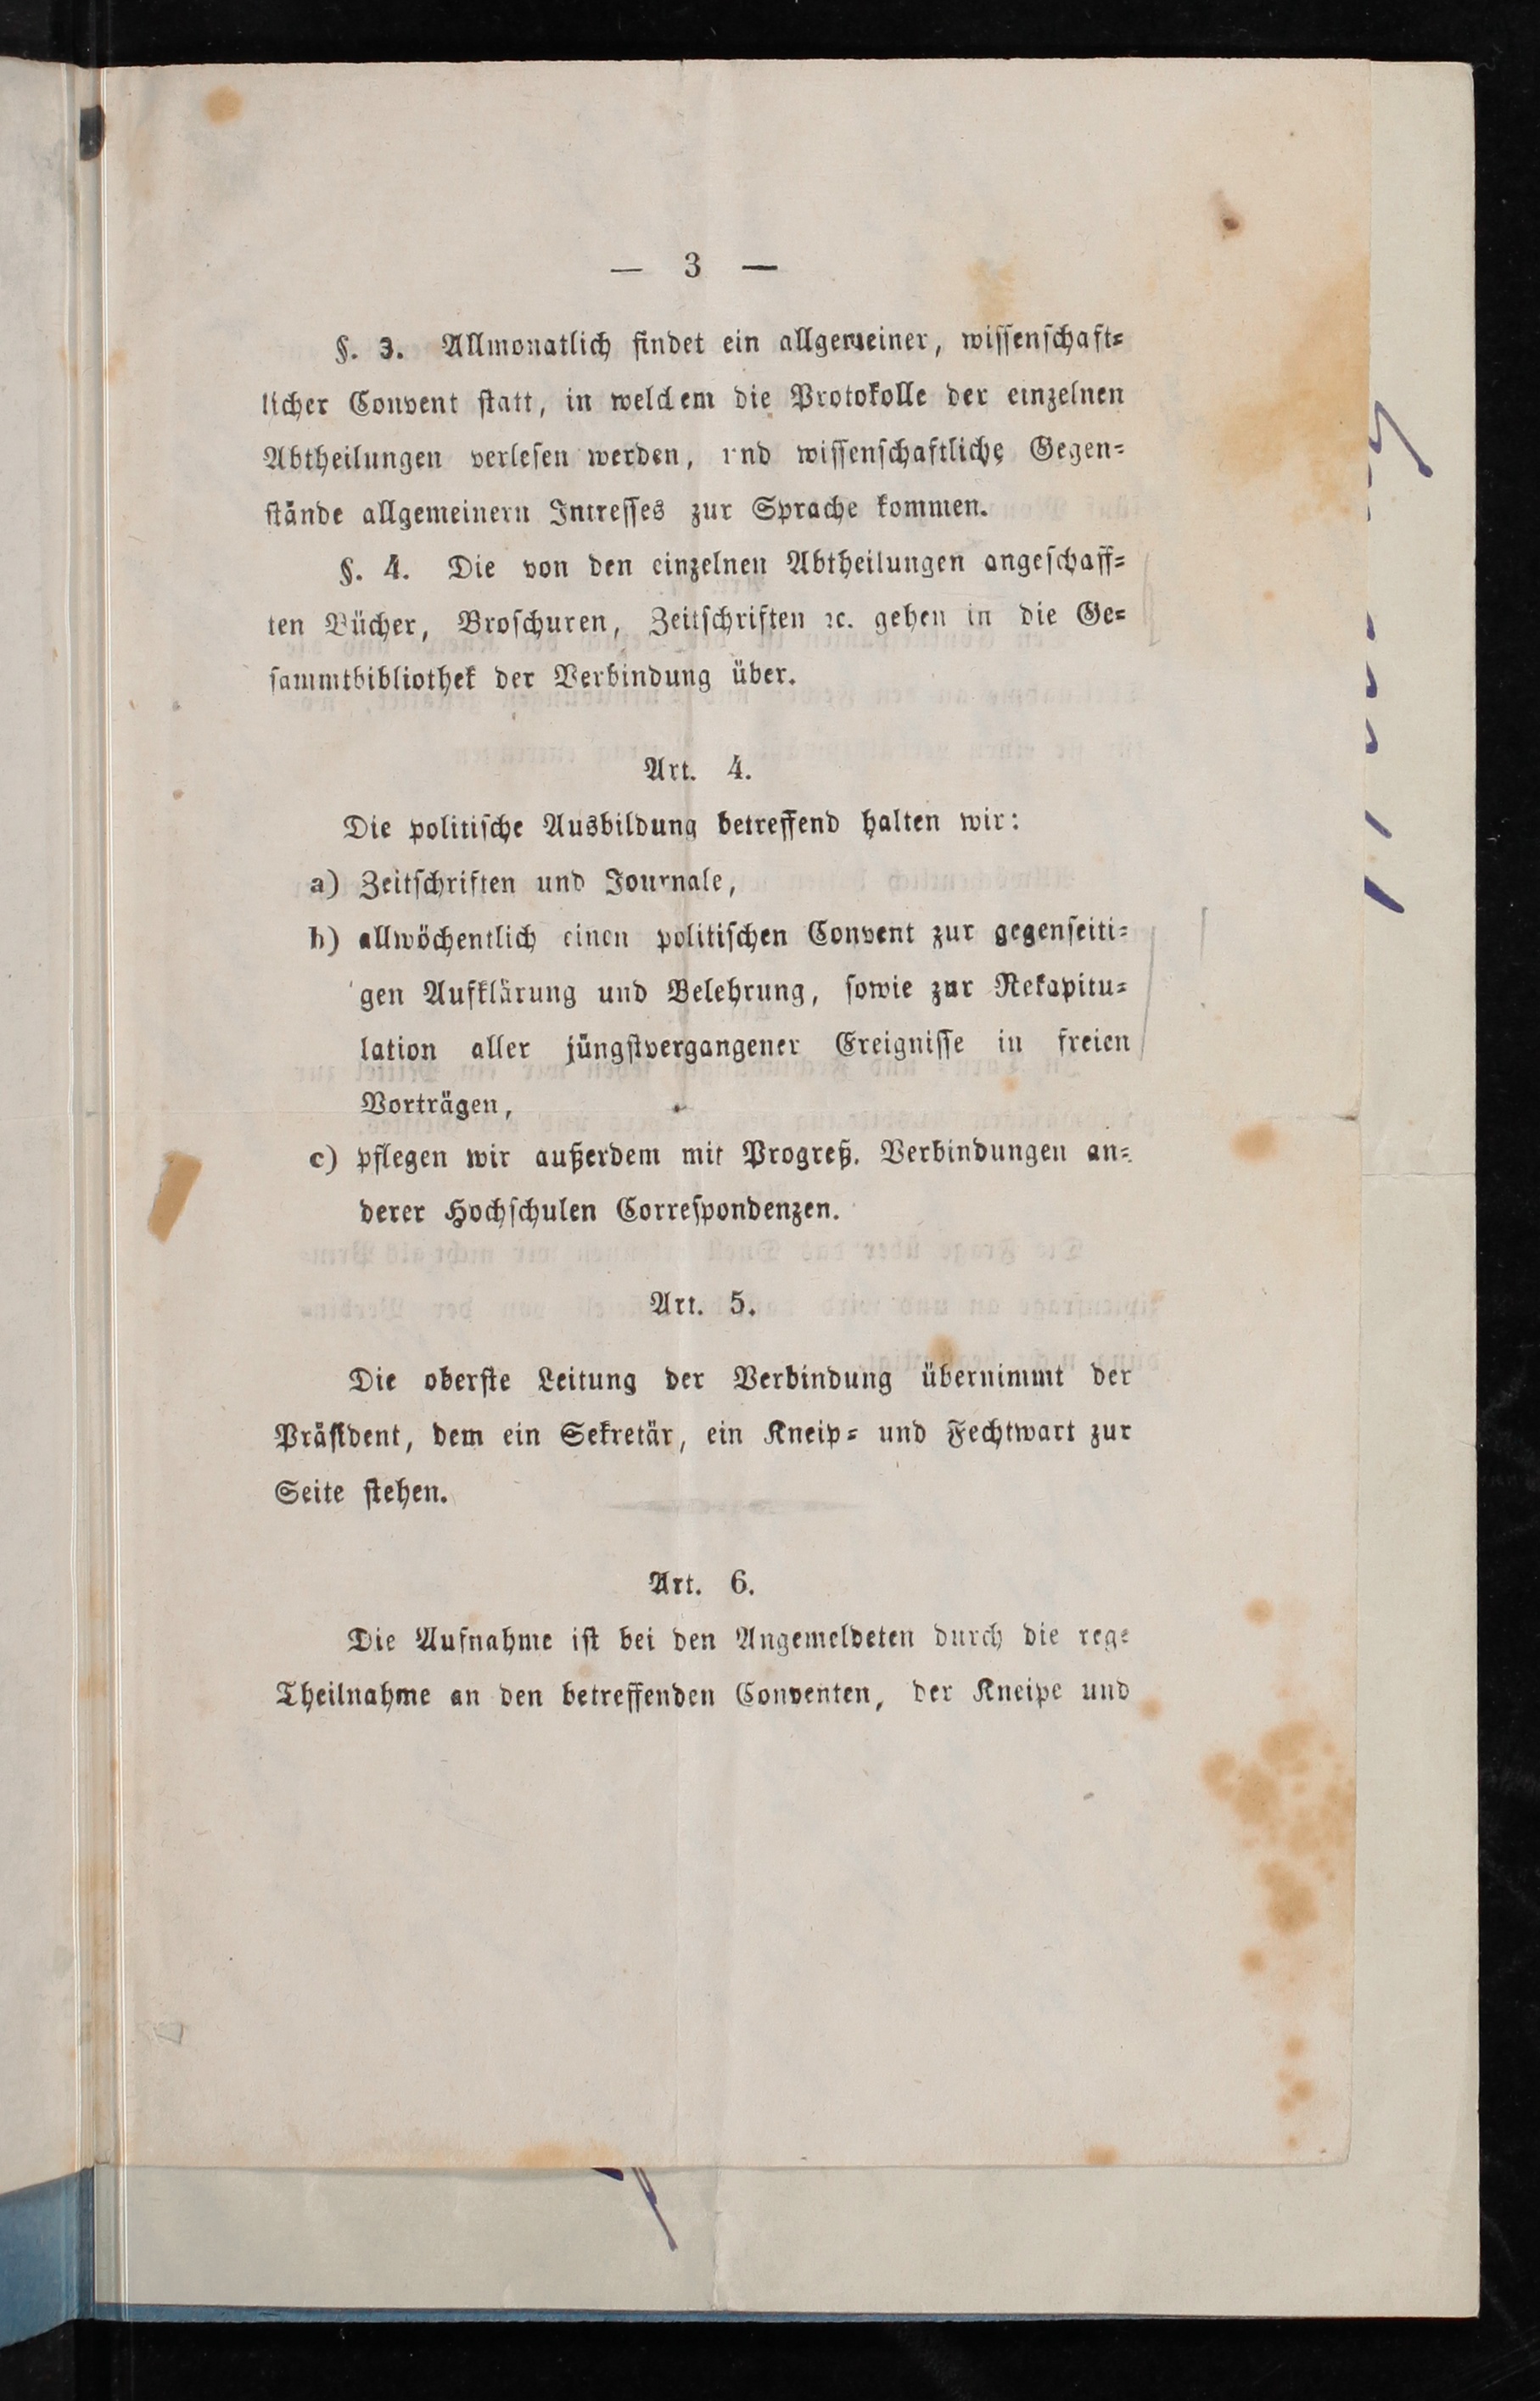 — 3 —
§. 3. Allmonatlich findet ein allgemeiner, wissenschaft-
licher Convent statt, in welchem die Protokolle der einzelnen
Abtheilungen verlesen werden, und wissenschaftliche Gegen-
stände allgemeinern Intresses zur Sprache kommen.
§. 4. Die von den einzelnen Abtheilungen angeschaff-
ten Bücher, Broschuren, Zeitschriften ꝛc. gehen in die Ge-
sammtbibliothek der Verbindung über.
Art. 4.
Die politische Ausbildung betreffend halten wir:
a) Zeitschriften und Journale,
b) allwöchentlich einen politischen Convent zur gegenseiti-
gen Aufklärung und Belehrung, sowie zur Rekapitu-
lation aller jüngstvergangener Ereignisse in freien
Vorträgen,
c) pflegen wir außerdem mit Progreß. Verbindungen an-
derer Hochschulen Correspondenzen.
Art. 5.
Die oberste Leitung der Verbindung übernimmt der
Präsident, dem ein Sekretär, ein Kneip- und Fechtwart zur
Seite stehen.
Art. 6.
Die Aufnahme ist bei den Angemeldeten durch die rege
Theilnahme an den betreffenden Conventen, der Kneipe und